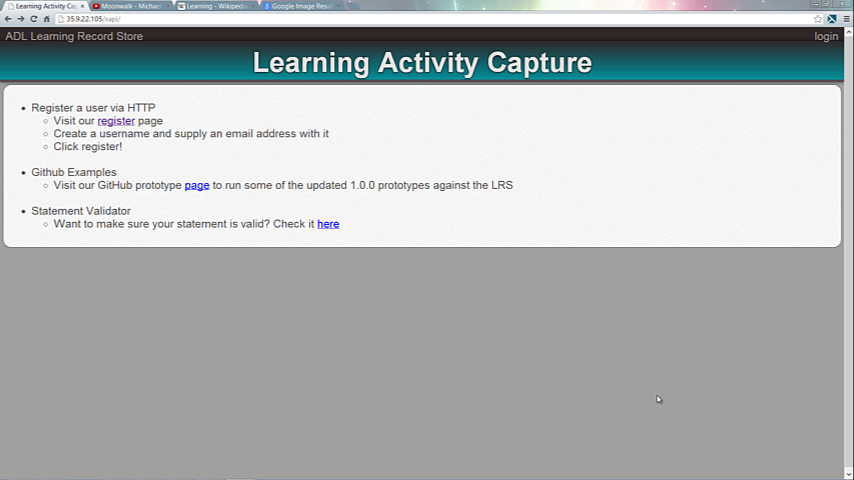 Learning Activity Ca
Moonwalk - Michae
Learning - Wikiped
Google Image Resu
35.9.22.105/xapi/
ADL Learning Record Store
login
Learning Activity Capture
Register a user via HTTP
Visit our register page
Create a username and supply an email address with it
Click register!
Github Examples
Visit our GitHub prototype page to run some of the updated 1.0.0 prototypes against the LRS
Statement Validator
Want to make sure your statement is valid? Check it here